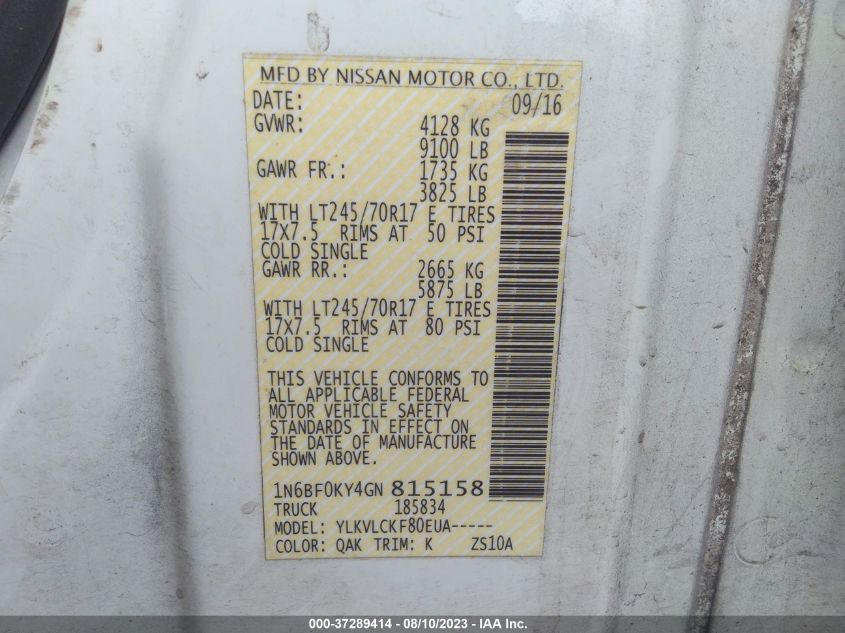 MFD BY NISSAN MOTOR CO., LTD.
DATE: 09/16
GVWR: 4128 KG
9100 LB
GAWR FR.: 1735 KG
3825 LB
WITH LT245/70R17 E TIRES
17X7.5 RIMS AT 50 PSI
COLD SINGLE
GAWR RR.: 2665 KG
5875 LB
WITH LT245/70R17 E TIRES
17X7.5 RIMS AT 80 PSI
COLD SINGLE
THIS VEHICLE CONFORMS TO
ALL APPLICABLE FEDERAL
MOTOR VEHICLE SAFETY
STANDARDS IN EFFECT ON
THE DATE OF MANUFACTURE
SHOWN ABOVE.
1N6BF0KY4GN 815158
TRUCK 185834
MODEL: YLKVLCKF80EUA-----
COLOR: QAK TRIM: K ZS10A
000-37289414 - 08/10/2023 - IAA Inc.